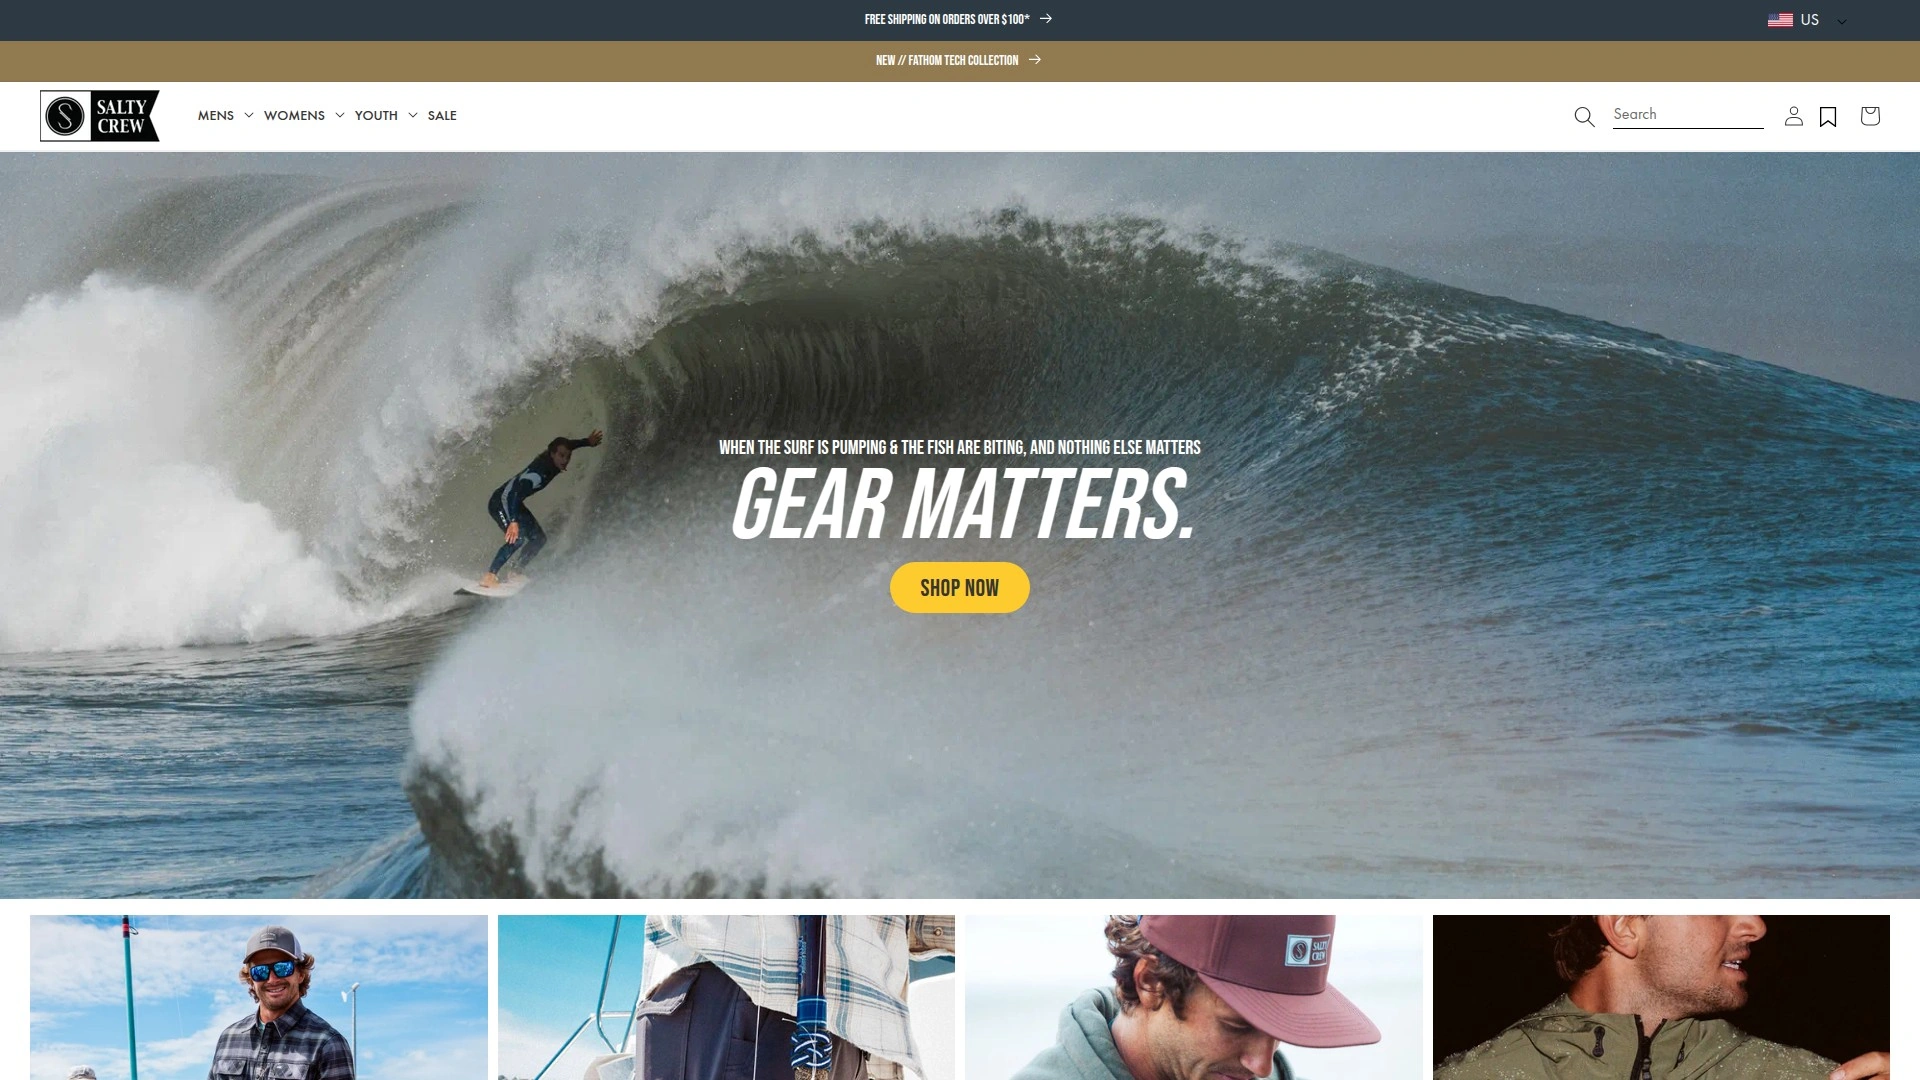 FREE SHIPPING ON ORDERS OVER $100*
US
NEW // FATHOM TECH COLLECTION
SALTY
CREW
MENS
WOMENS
YOUTH
SALE
Search
WHEN THE SURF IS PUMPING & THE FISH ARE BITING, AND NOTHING ELSE MATTERS
GEAR MATTERS.
SHOP NOW
SALTY
CREW